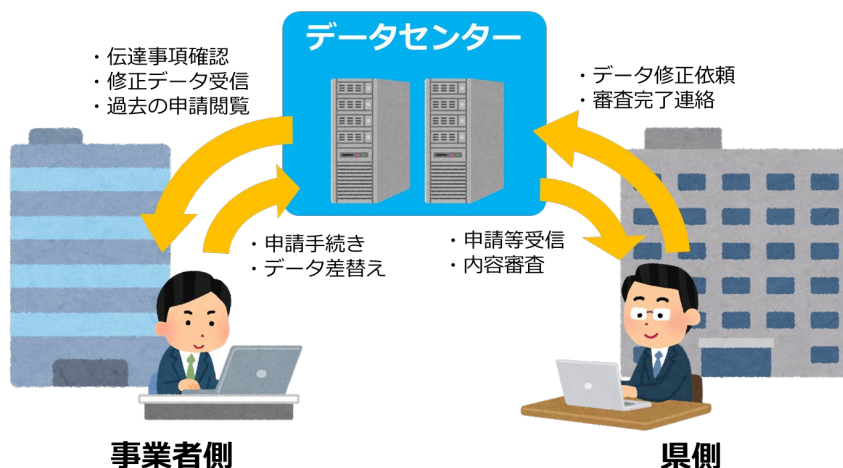 データセンター
・伝達事項確認
・修正データ受信
・過去の申請閲覧
・データ修正依頼
・審査完了連絡
・申請手続き
・データ差替え
・申請等受信
・内容審査
事業者側
県側